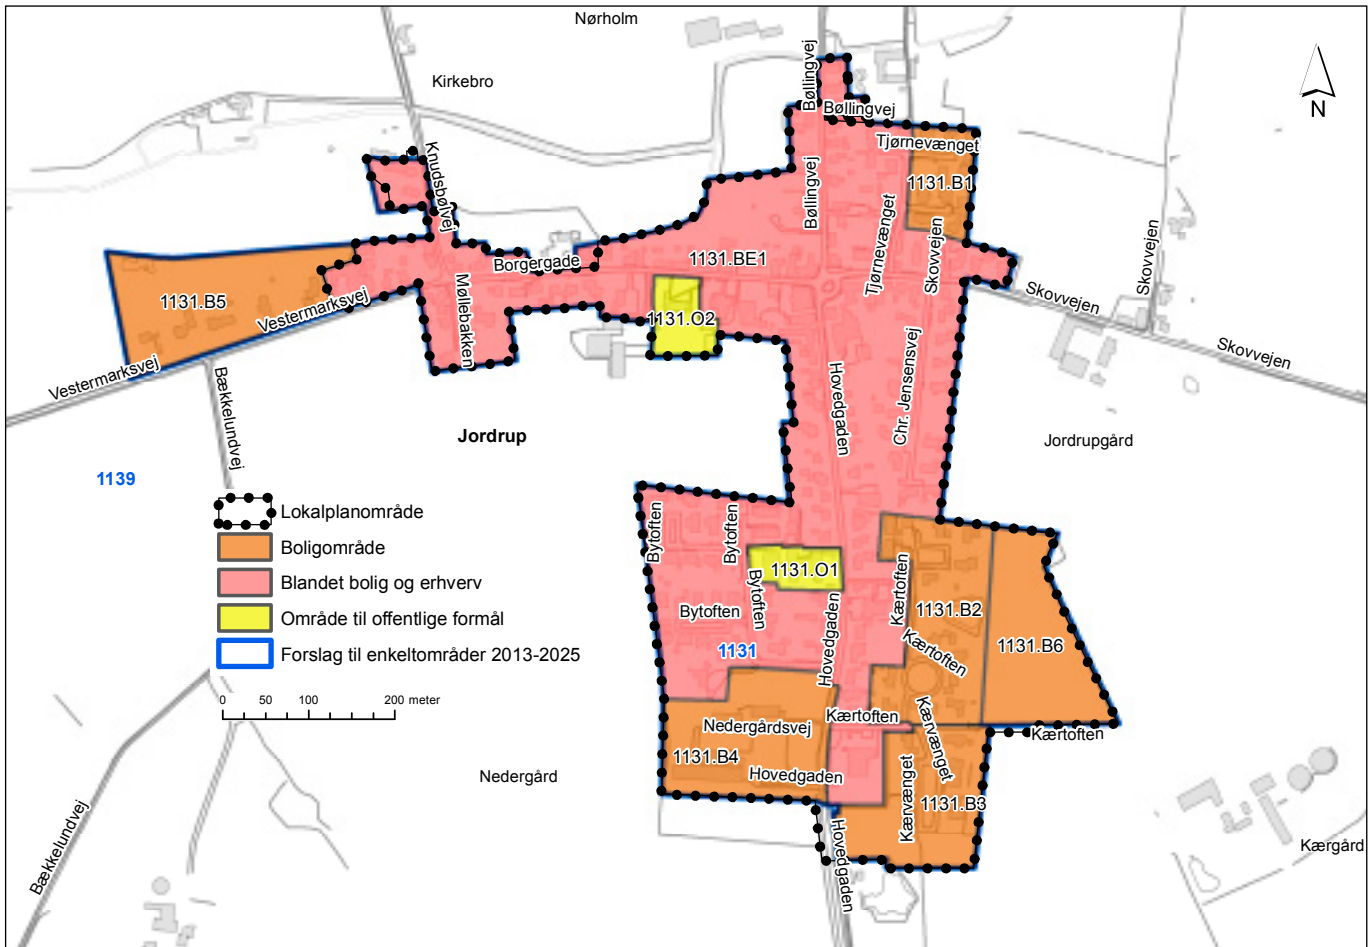 Nørholm
Kirkebro
Bøllingvej
Bøllingvej
N
Tjørnevænget
Knudsbølvej
1131.B1
Bøllingvej
Tjørnevænget
Skovvejen
Skovvejen
Borgergade
1131.BE1
1131.B5
Vestermarksvej
Møllebakken
1131.O2
Skovvejen
Skovvejen
Vestermarksvej
Bækkelundvej
Hovedgaden
Chr. Jensensvej
Jordrup
Jordrupgård
1139
Lokalplanområde
Boligområde
Blandet bolig og erhverv
Område til offentlige formål
Forslag til enkeltområder 2013-2025
0 50 100 200 meter
Bytoften
Bytoften
1131.O1
Bytoften
Bytoften
Kærtoften
1131.B2
Kærtoften
1131.B6
1131
Hovedgaden
Kærtoften
Nedergårdsvej
Kærvænget
Kærtoften
1131.B4
Hovedgaden
Nedergård
Kærvænget
1131.B3
Hovedgaden
Bækkelundvej
Kærgård